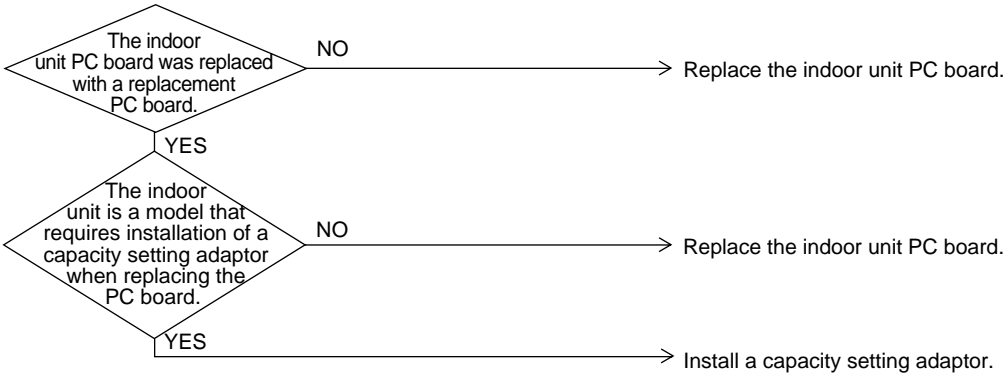 The indoor
unit PC board was replaced
with a replacement
PC board.
NO
Replace the indoor unit PC board.
YES
The indoor
unit is a model that
requires installation of a
capacity setting adaptor
when replacing the
PC board.
NO
Replace the indoor unit PC board.
YES
Install a capacity setting adaptor.